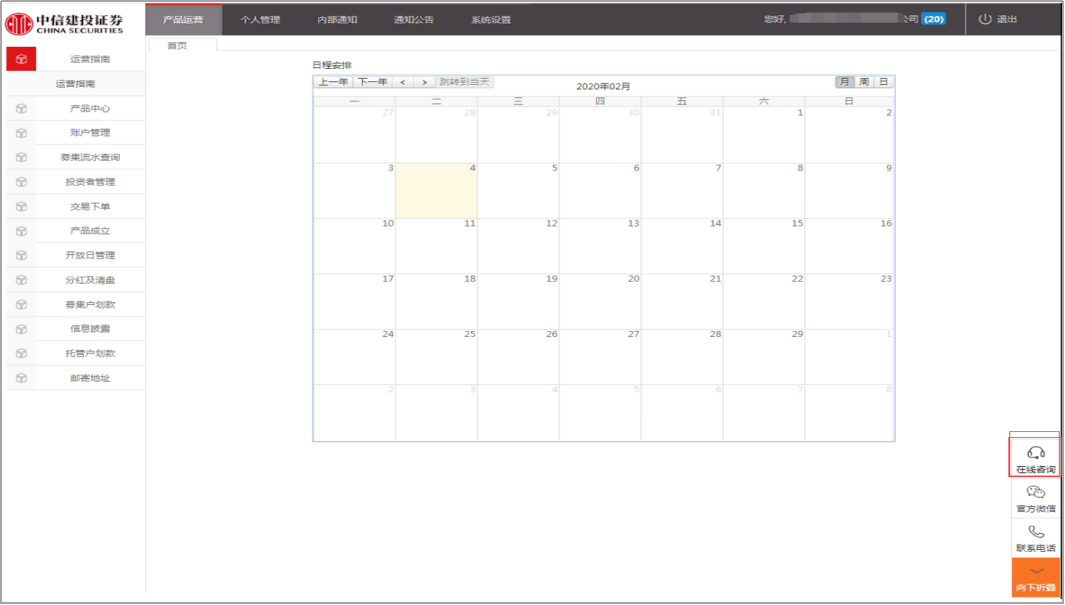 中信建投证券
CHINA SECURITIES
产品运营 个人管理 内部通知 通知公告 系统设置 您好, 公司 (20) 退出
首页
运营指南
运营指南
产品中心
账户管理
募集流水查询
投资者管理
交易下单
产品成立
开放日管理
分红及清盘
募集户划款
信息披露
托管户划款
邮寄地址
日程安排
上一年 下一年 < > 跳转到当天 2020年02月 月 周 日
一 二 三 四 五 六 日
27 28 29 30 31 1 2
3 4 5 6 7 8 9
10 11 12 13 14 15 16
17 18 19 20 21 22 23
24 25 26 27 28 29 1
2 3 4 5 6 7 8
在线咨询
官方微信
联系电话
向下折叠